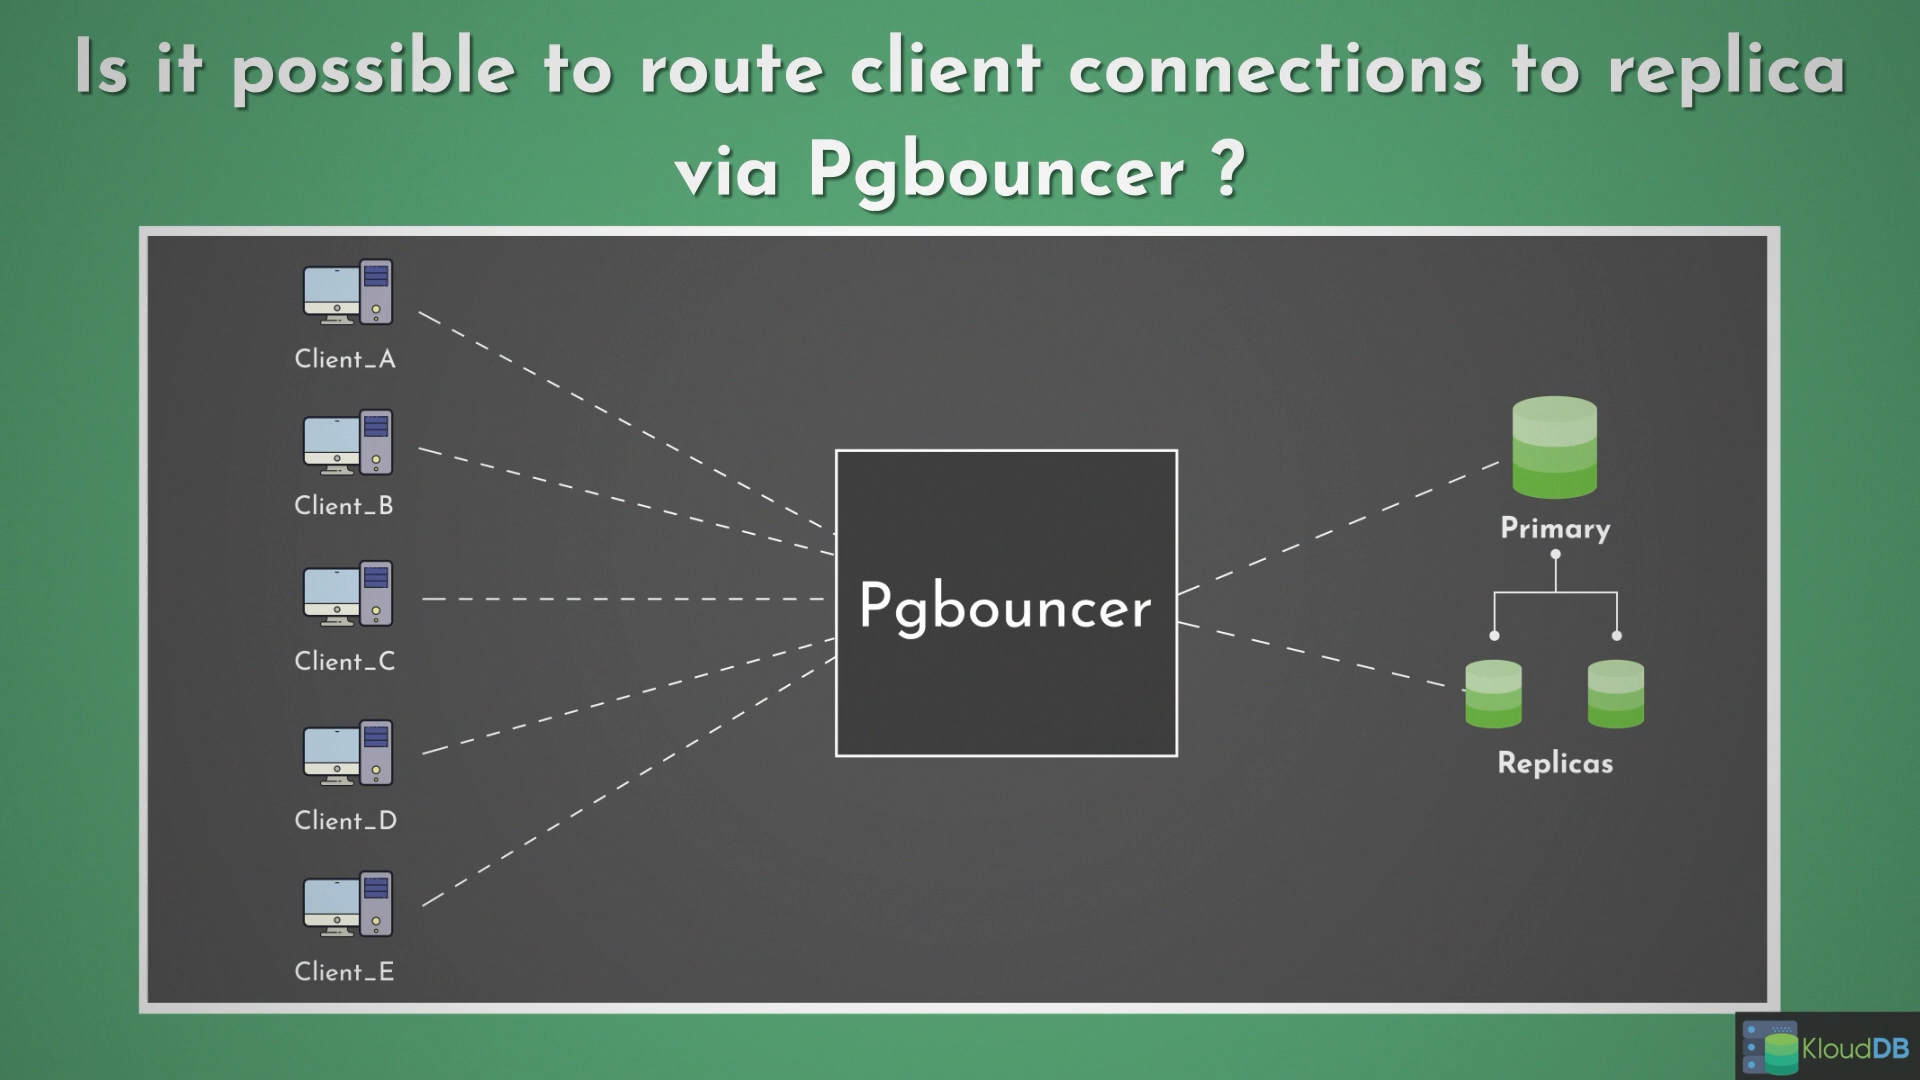 Is it possible to route client connections to replica
via Pgbouncer ?
Client_A
Client_B
Client_C
Client_D
Client_E
Pgbouncer
Primary
Replicas
KloudDB